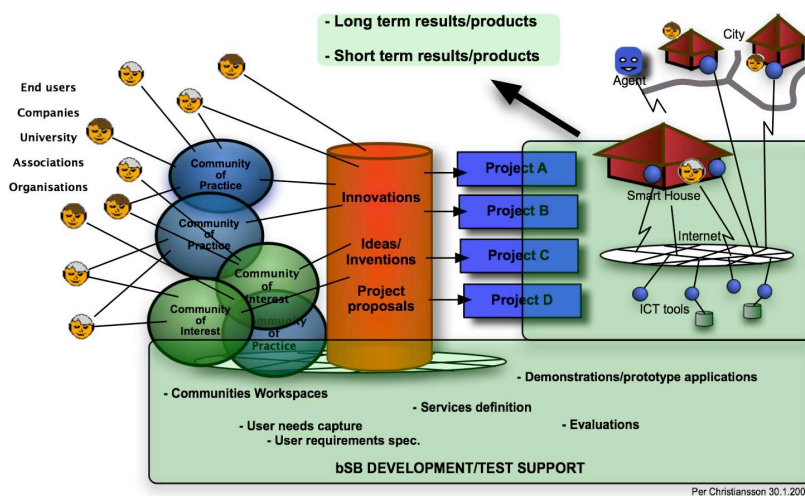 - Long term results/products
- Short term results/products
City
Agent
End users
Companies
University
Associations
Organisations
Community
of
Practice
Community
of
Practice
Community
of
Interest
Community
of
Interest
Community
of
Practice
Innovations
Ideas/
Inventions
Project
proposals
Project A
Project B
Project C
Project D
Smart House
Internet
ICT tools
- Communities Workspaces
- Demonstrations/prototype applications
- Services definition
- User needs capture
- Evaluations
- User requirements spec.
bSB DEVELOPMENT/TEST SUPPORT
Per Christiansson 30.1.200